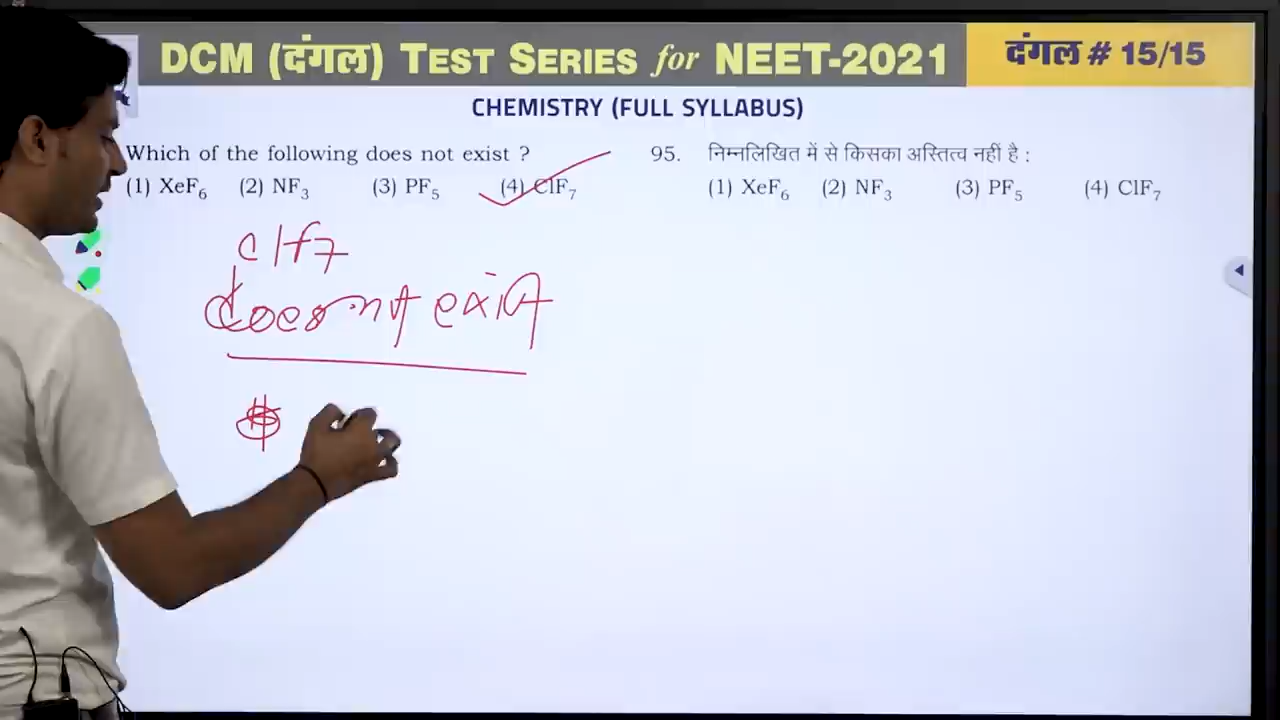 DCM (दंगल) TEST SERIES for NEET-2021
दंगल # 15/15
CHEMISTRY (FULL SYLLABUS)
Which of the following does not exist ?
(1) XeF₆ (2) NF₃ (3) PF₅ (4) ClF₇
95. निम्नलिखित में से किसका अस्तित्व नहीं है :
(1) XeF₆ (2) NF₃ (3) PF₅ (4) ClF₇
ClF7
does not exist